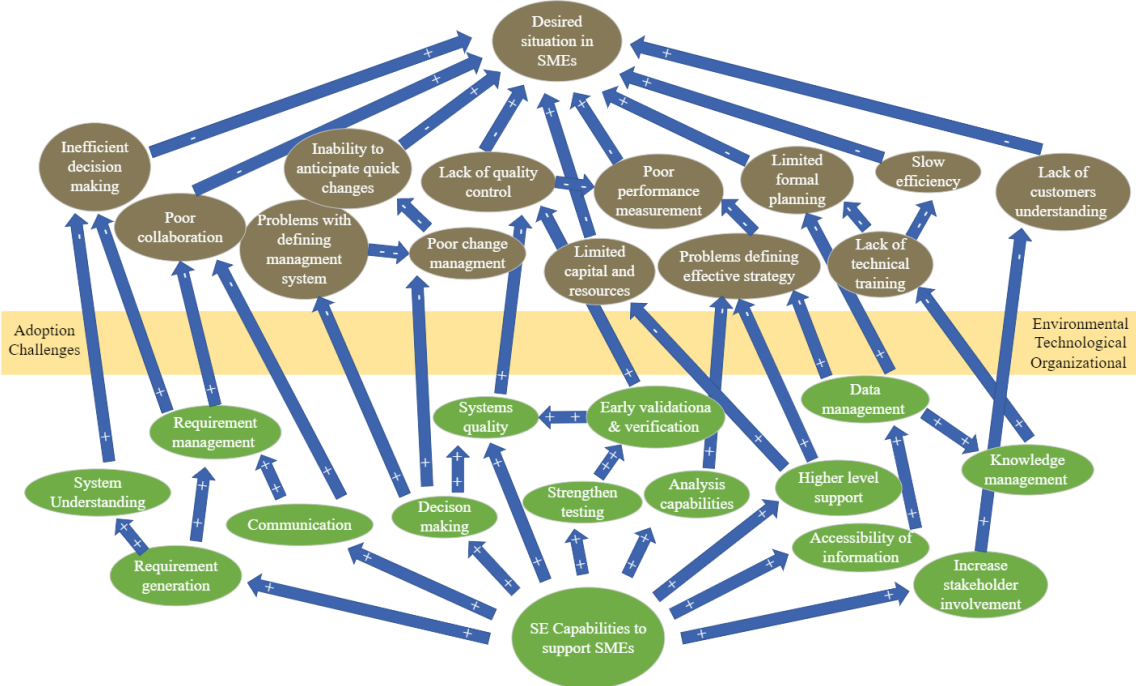 Desired
situation in
SMEs
Inefficient
decision
making
Inability to
anticipate quick
changes
Lack of quality
control
Poor
performance
measurement
Limited
formal
planning
Slow
efficiency
Lack of
customers
understanding
Poor
collaboration
Problems with
defining
managment
system
Poor change
managment
Limited
capital and
resources
Problems defining
effective strategy
Lack of
technical
training
Adoption
Challenges
Environmental
Technological
Organizational
Requirement
management
Systems
quality
Early validationa
& verification
Data
management
System
Understanding
Communication
Decison
making
Strengthen
testing
Analysis
capabilities
Higher level
support
Knowledge
management
Requirement
generation
Accessibility of
information
Increase
stakeholder
involvement
SE Capabilities to
support SMEs